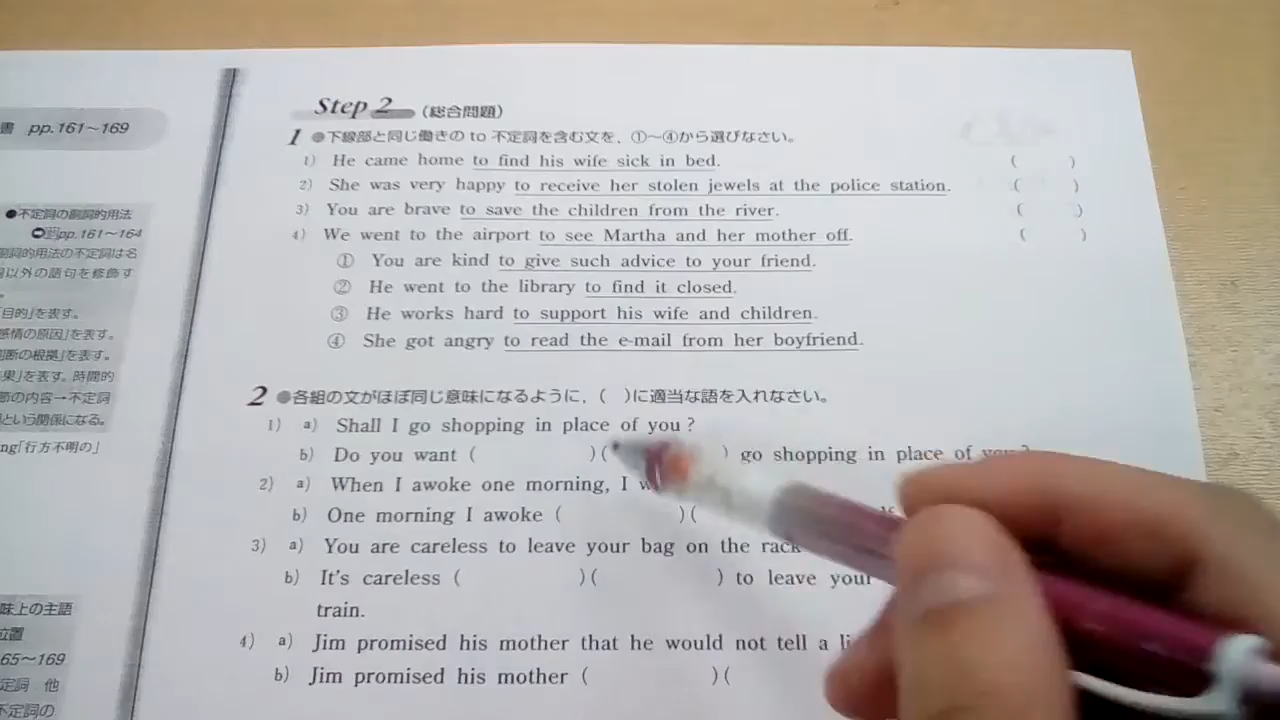 書 pp.161～169
●不定詞の副詞的用法
pp.161～164
副詞的用法の不定詞は名
以外の語句を修飾す
目的」を表す。
感情の原因」を表す。
判断の根拠」を表す。
果」を表す。時間的
節の内容→不定詞
という関係になる。
ng「行方不明の」
味上の主語
位置
65～169
定詞 他
不定詞の
Step 2 (総合問題)
1 ●下線部と同じ働きの to 不定詞を含む文を，①～④から選びなさい。
1) He came home to find his wife sick in bed. ( )
2) She was very happy to receive her stolen jewels at the police station. ( )
3) You are brave to save the children from the river. ( )
4) We went to the airport to see Martha and her mother off. ( )
① You are kind to give such advice to your friend.
② He went to the library to find it closed.
③ He works hard to support his wife and children.
④ She got angry to read the e-mail from her boyfriend.
2 ●各組の文がほぼ同じ意味になるように，( )に適当な語を入れなさい。
1) a) Shall I go shopping in place of you ?
b) Do you want ( )( ) go shopping in place of
2) a) When I awoke one morning, I
b) One morning I awoke ( )(
3) a) You are careless to leave your bag on the rack
b) It's careless ( )( ) to leave your
train.
4) a) Jim promised his mother that he would not tell a
b) Jim promised his mother ( )(